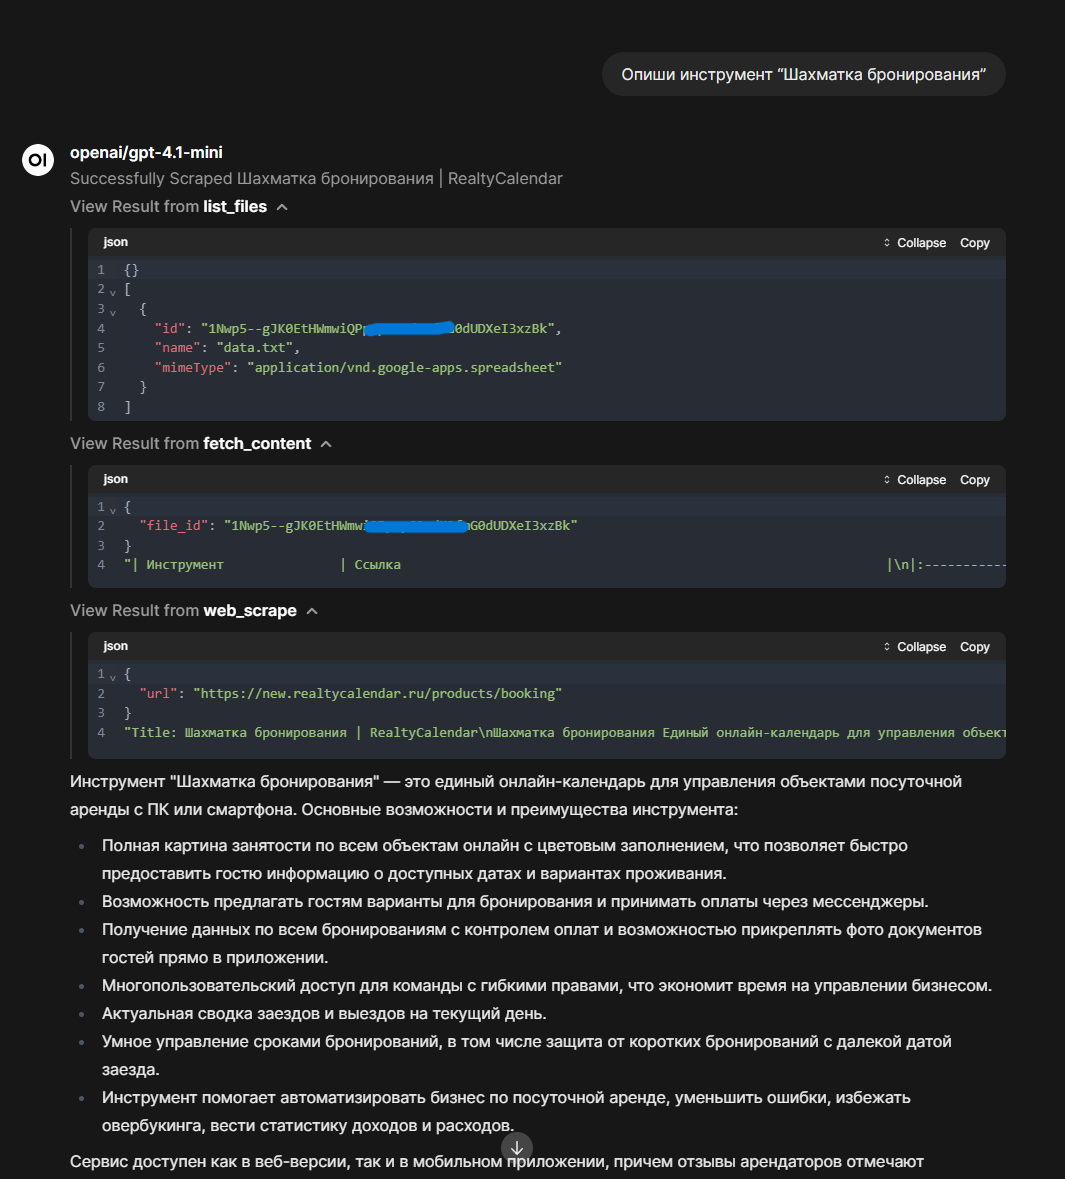 Опиши инструмент “Шахматка бронирования”
OI
openai/gpt-4.1-mini
Successfully Scraped Шахматка бронирования | RealtyCalendar
View Result from list_files
json
Collapse Copy
1 {}
2 [
3 {
4 "id": "1Nwp5--gJK0EtHWmwiQP 0dUDXeI3xzBk",
5 "name": "data.txt",
6 "mimeType": "application/vnd.google-apps.spreadsheet"
7 }
8 ]
View Result from fetch_content
json
Collapse Copy
1 {
2 "file_id": "1Nwp5--gJK0EtHWmw G0dUDXeI3xzBk"
3 }
4 "| Инструмент | Ссылка |\n|:-----------
View Result from web_scrape
json
Collapse Copy
1 {
2 "url": "https://new.realtycalendar.ru/products/booking"
3 }
4 "Title: Шахматка бронирования | RealtyCalendar\nШахматка бронирования Единый онлайн-календарь для управления объект
Инструмент "Шахматка бронирования" — это единый онлайн-календарь для управления объектами посуточной
аренды с ПК или смартфона. Основные возможности и преимущества инструмента:
• Полная картина занятости по всем объектам онлайн с цветовым заполнением, что позволяет быстро
предоставить гостю информацию о доступных датах и вариантах проживания.
• Возможность предлагать гостям варианты для бронирования и принимать оплаты через мессенджеры.
• Получение данных по всем бронированиям с контролем оплат и возможностью прикреплять фото документов
гостей прямо в приложении.
• Многопользовательский доступ для команды с гибкими правами, что экономит время на управлении бизнесом.
• Актуальная сводка заездов и выездов на текущий день.
• Умное управление сроками бронирований, в том числе защита от коротких бронирований с далекой датой
заезда.
• Инструмент помогает автоматизировать бизнес по посуточной аренде, уменьшить ошибки, избежать
овербукинга, вести статистику доходов и расходов.
Сервис доступен как в веб-версии, так и в мобильном приложении, причем отзывы арендаторов отмечают